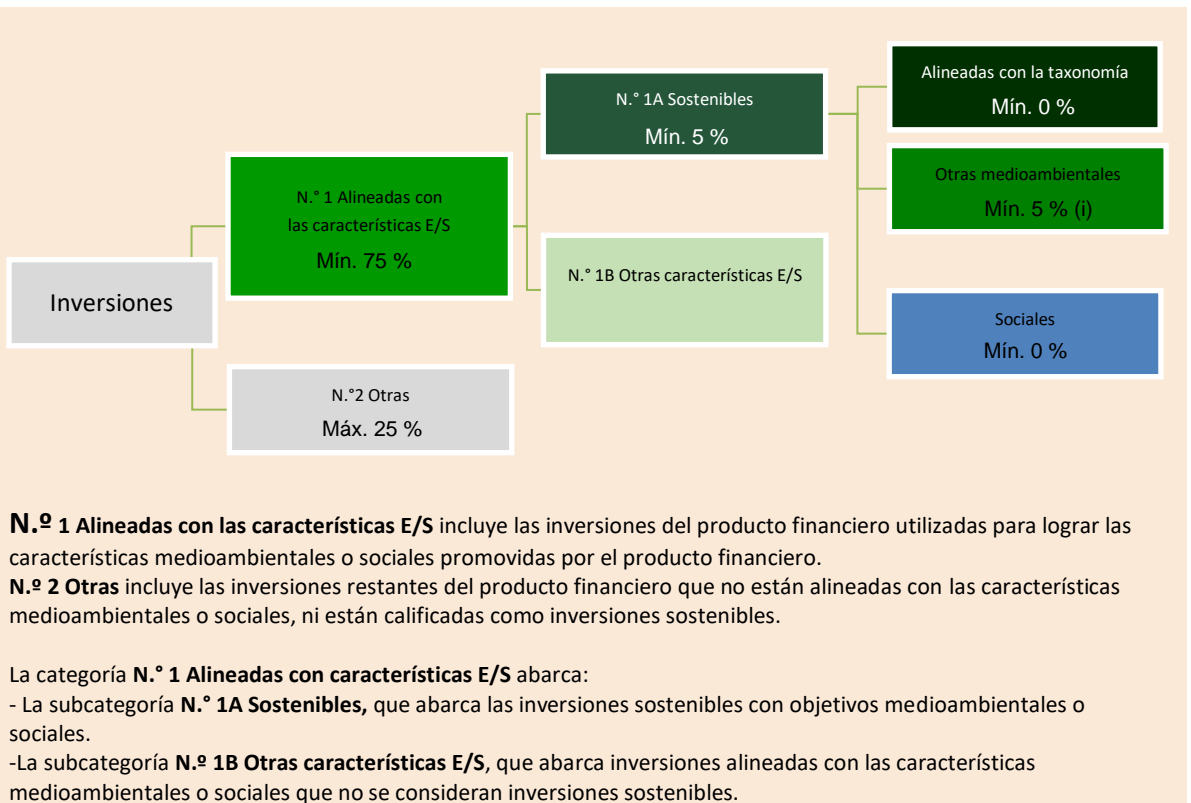 Inversiones
N.° 1 Alineadas con
las características E/S
Mín. 75 %
N.°2 Otras
Máx. 25 %
N.° 1A Sostenibles
Mín. 5 %
N.° 1B Otras características E/S
Alineadas con la taxonomía
Mín. 0 %
Otras medioambientales
Mín. 5 % (i)
Sociales
Mín. 0 %
N.º 1 Alineadas con las características E/S incluye las inversiones del producto financiero utilizadas para lograr las
características medioambientales o sociales promovidas por el producto financiero.
N.º 2 Otras incluye las inversiones restantes del producto financiero que no están alineadas con las características
medioambientales o sociales, ni están calificadas como inversiones sostenibles.
La categoría N.° 1 Alineadas con características E/S abarca:
- La subcategoría N.° 1A Sostenibles, que abarca las inversiones sostenibles con objetivos medioambientales o
sociales.
-La subcategoría N.º 1B Otras características E/S, que abarca inversiones alineadas con las características
medioambientales o sociales que no se consideran inversiones sostenibles.